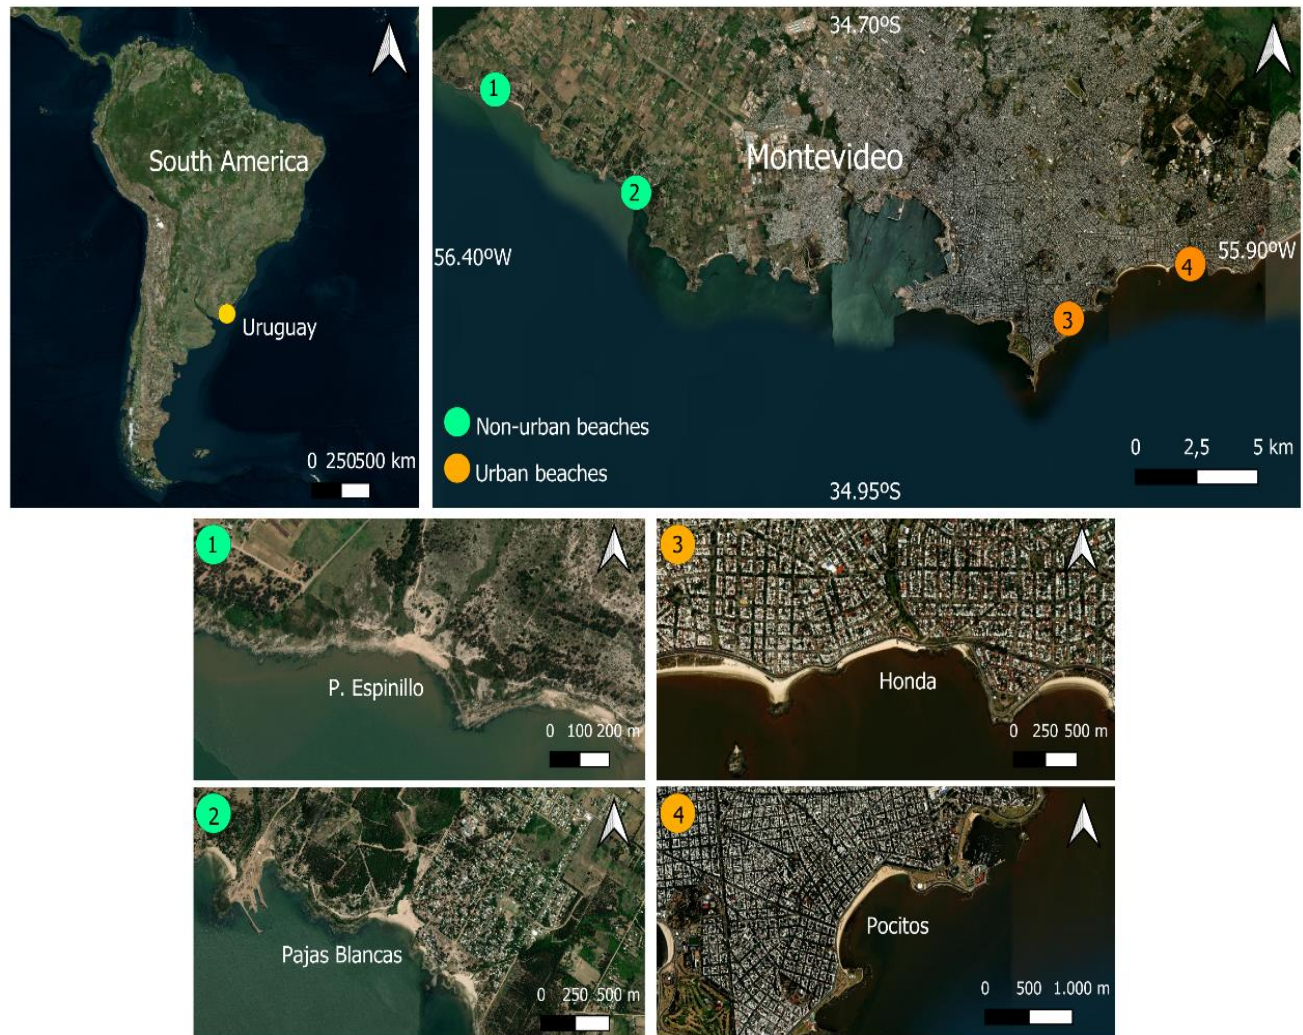 South America
Uruguay
0 250500 km
34.70ºS
1
Montevideo
2
56.40ºW
55.90ºW
4
3
Non-urban beaches
Urban beaches
0 2,5 5 km
34.95ºS
1
P. Espinillo
0 100 200 m
3
Honda
0 250 500 m
2
Pajas Blancas
0 250 500 m
4
Pocitos
0 500 1.000 m